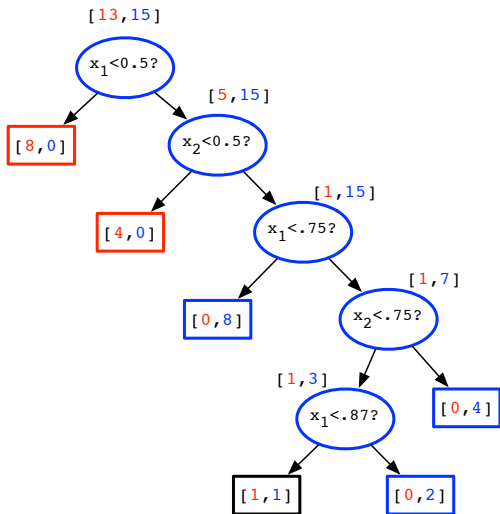 [13,15]
x1<0.5?
[5,15]
[8,0]
x2<0.5?
[1,15]
[4,0]
x1<.75?
[1,7]
[0,8]
x2<.75?
[1,3]
x1<.87?
[0,4]
[1,1]
[0,2]